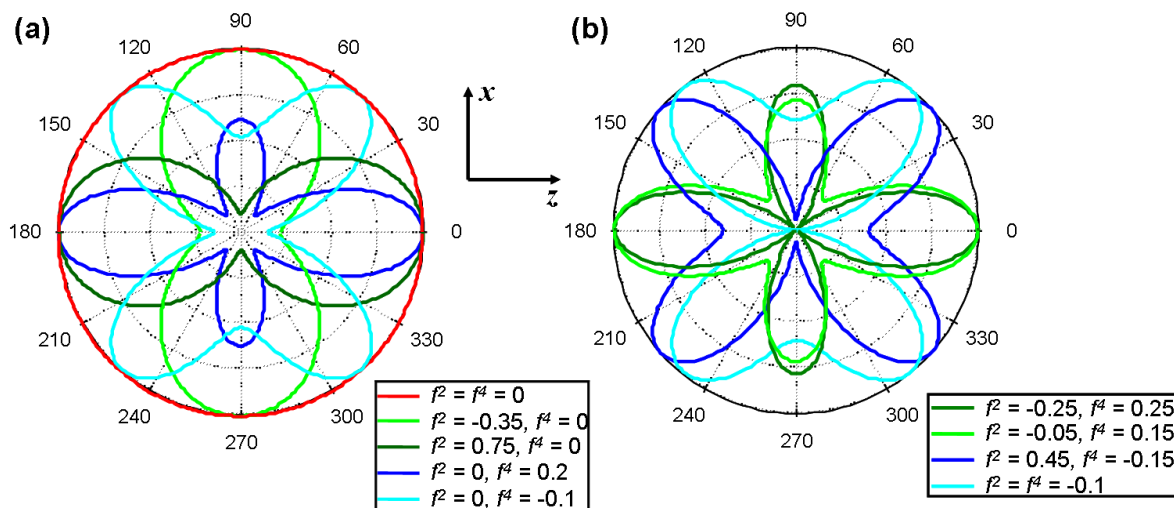 (a)
90
120
60
150
30
180
0
210
330
240
300
270
x
z
f² = f⁴ = 0
f² = -0.35, f⁴ = 0
f² = 0.75, f⁴ = 0
f² = 0, f⁴ = 0.2
f² = 0, f⁴ = -0.1
(b)
90
120
60
150
30
180
0
210
330
240
300
270
f² = -0.25, f⁴ = 0.25
f² = -0.05, f⁴ = 0.15
f² = 0.45, f⁴ = -0.15
f² = f⁴ = -0.1